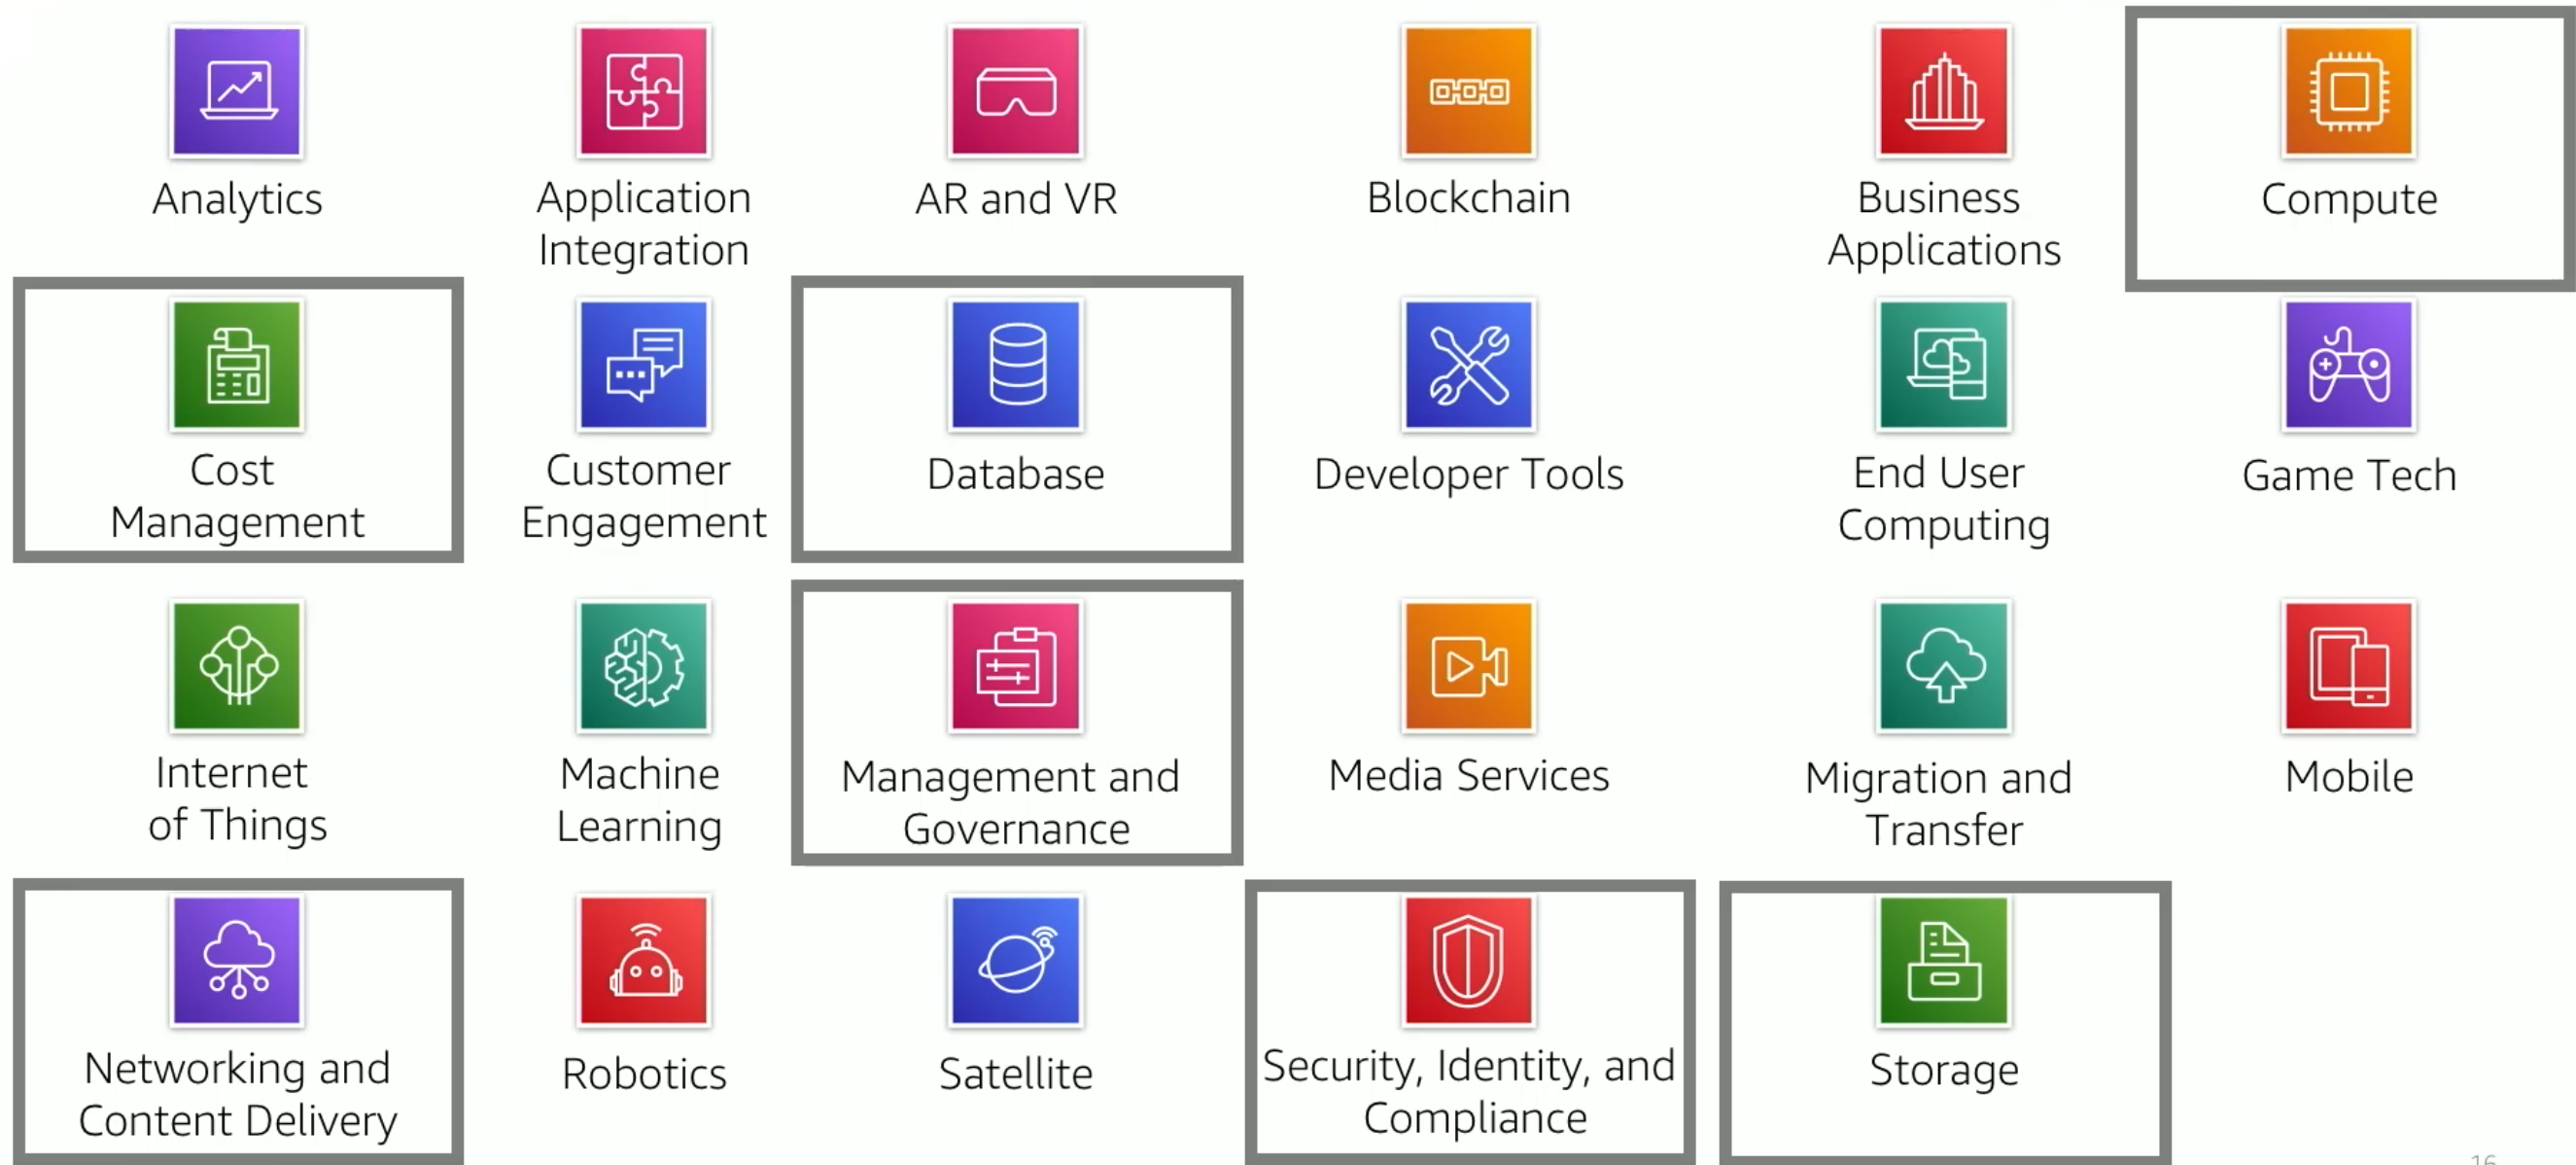 Analytics
Application
Integration
AR and VR
Blockchain
Business
Applications
Compute
Cost
Management
Customer
Engagement
Database
Developer Tools
End User
Computing
Game Tech
Internet
of Things
Machine
Learning
Management and
Governance
Media Services
Migration and
Transfer
Mobile
Networking and
Content Delivery
Robotics
Satellite
Security, Identity, and
Compliance
Storage
16